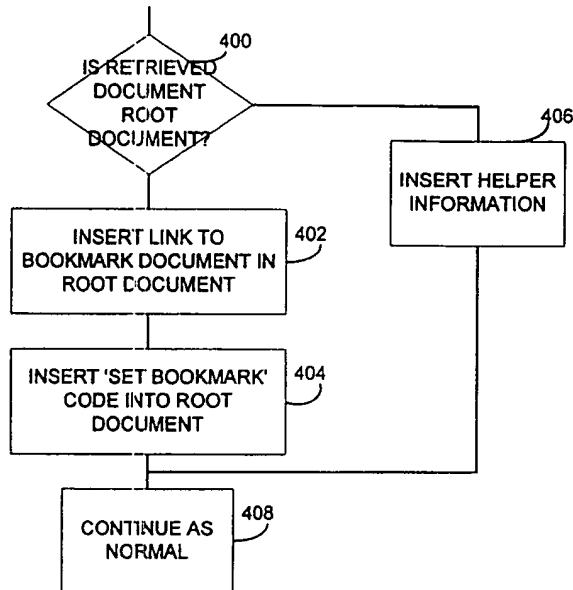 400
IS RETRIEVED
DOCUMENT
ROOT
DOCUMENT?
406
INSERT HELPER
INFORMATION
402
INSERT LINK TO
BOOKMARK DOCUMENT IN
ROOT DOCUMENT
404
INSERT 'SET BOOKMARK'
CODE INTO ROOT
DOCUMENT
408
CONTINUE AS
NORMAL